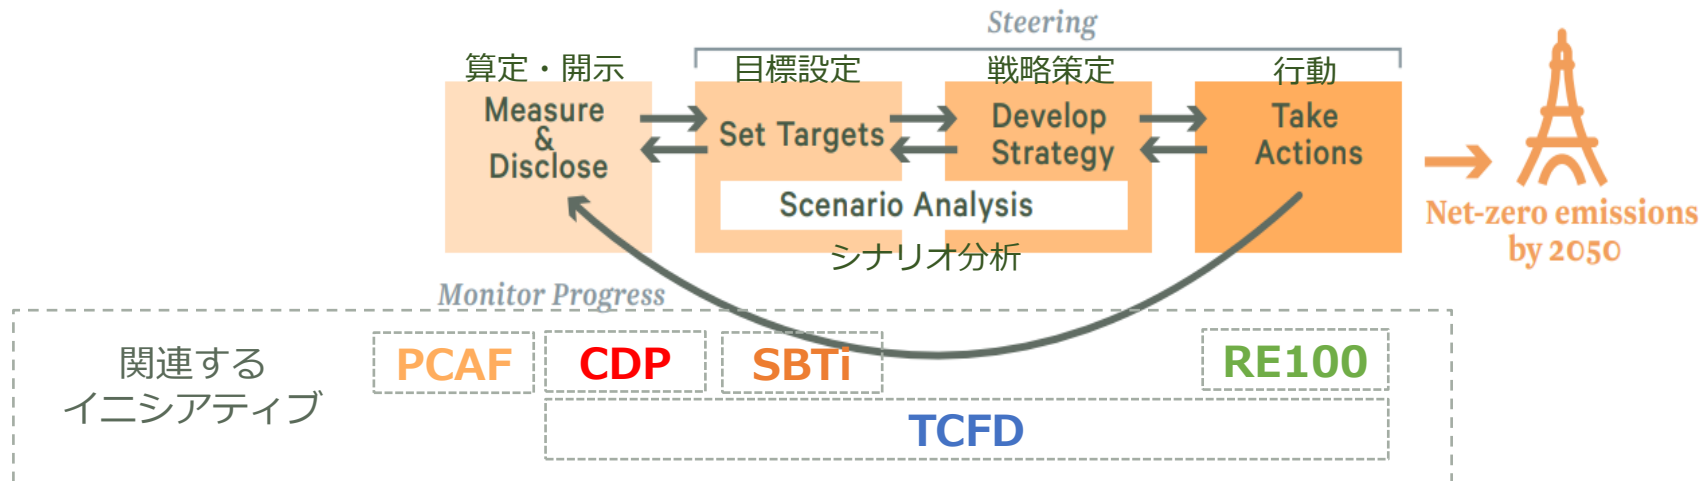 Steering
算定・開示
Measure
&
Disclose
目標設定
Set Targets
戦略策定
Develop
Strategy
行動
Take
Actions
Scenario Analysis
シナリオ分析
Net-zero emissions
by 2050
Monitor Progress
関連する
イニシアティブ
PCAF
CDP
SBTi
RE100
TCFD